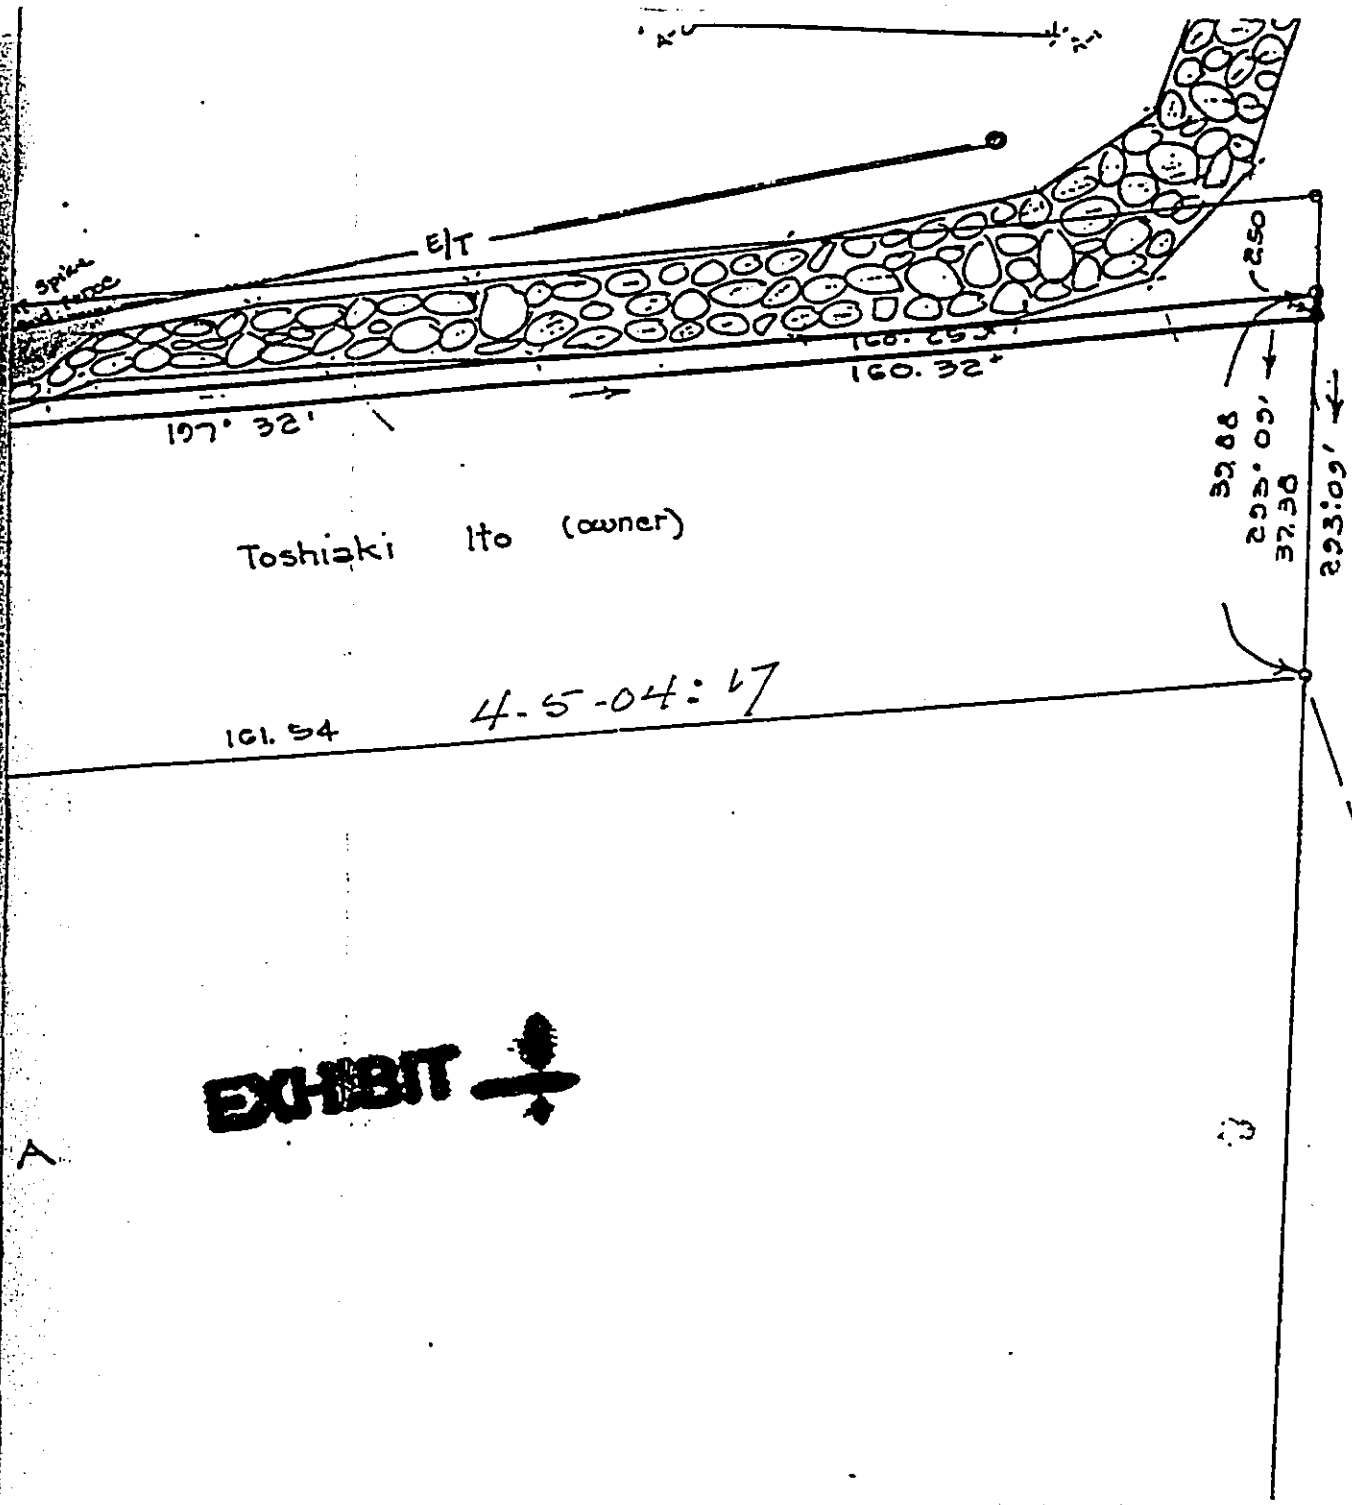 E/T
2.50
160.32
197° 32'
39.88
293° 09'
37.38
293° 09'
Toshiaki Ito (owner)
4-5-04: 17
161.54
EXHIBIT
A